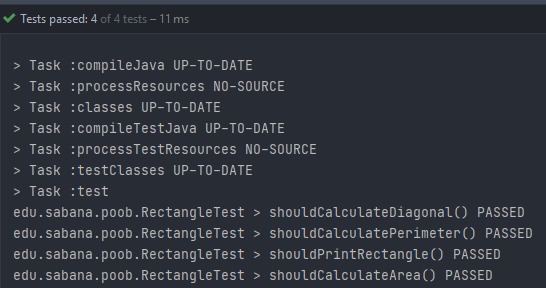 Tests passed: 4 of 4 tests – 11 ms
> Task :compileJava UP-TO-DATE
> Task :processResources NO-SOURCE
> Task :classes UP-TO-DATE
> Task :compileTestJava UP-TO-DATE
> Task :processTestResources NO-SOURCE
> Task :testClasses UP-TO-DATE
> Task :test
edu.sabana.poob.RectangleTest > shouldCalculateDiagonal() PASSED
edu.sabana.poob.RectangleTest > shouldCalculatePerimeter() PASSED
edu.sabana.poob.RectangleTest > shouldPrintRectangle() PASSED
edu.sabana.poob.RectangleTest > shouldCalculateArea() PASSED